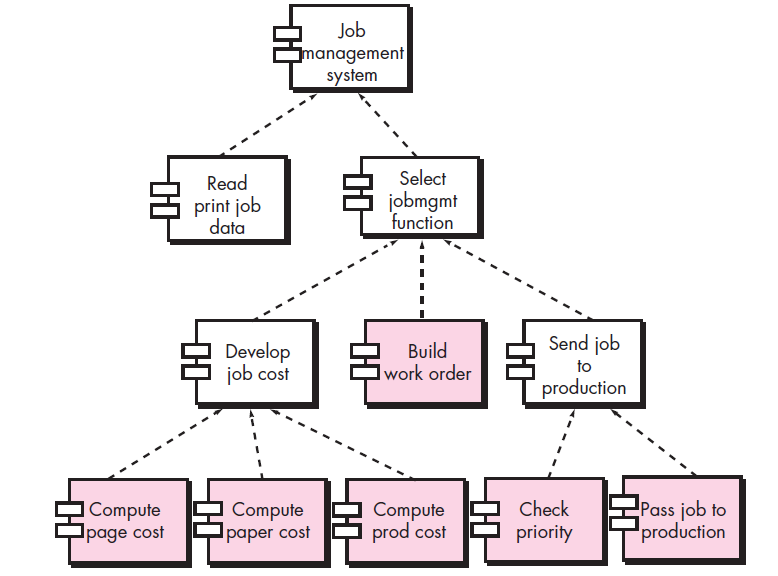 Job
management
system
Read
print job
data
Select
jobmgmt
function
Develop
job cost
Build
work order
Send job
to
production
Compute
page cost
Compute
paper cost
Compute
prod cost
Check
priority
Pass job to
production